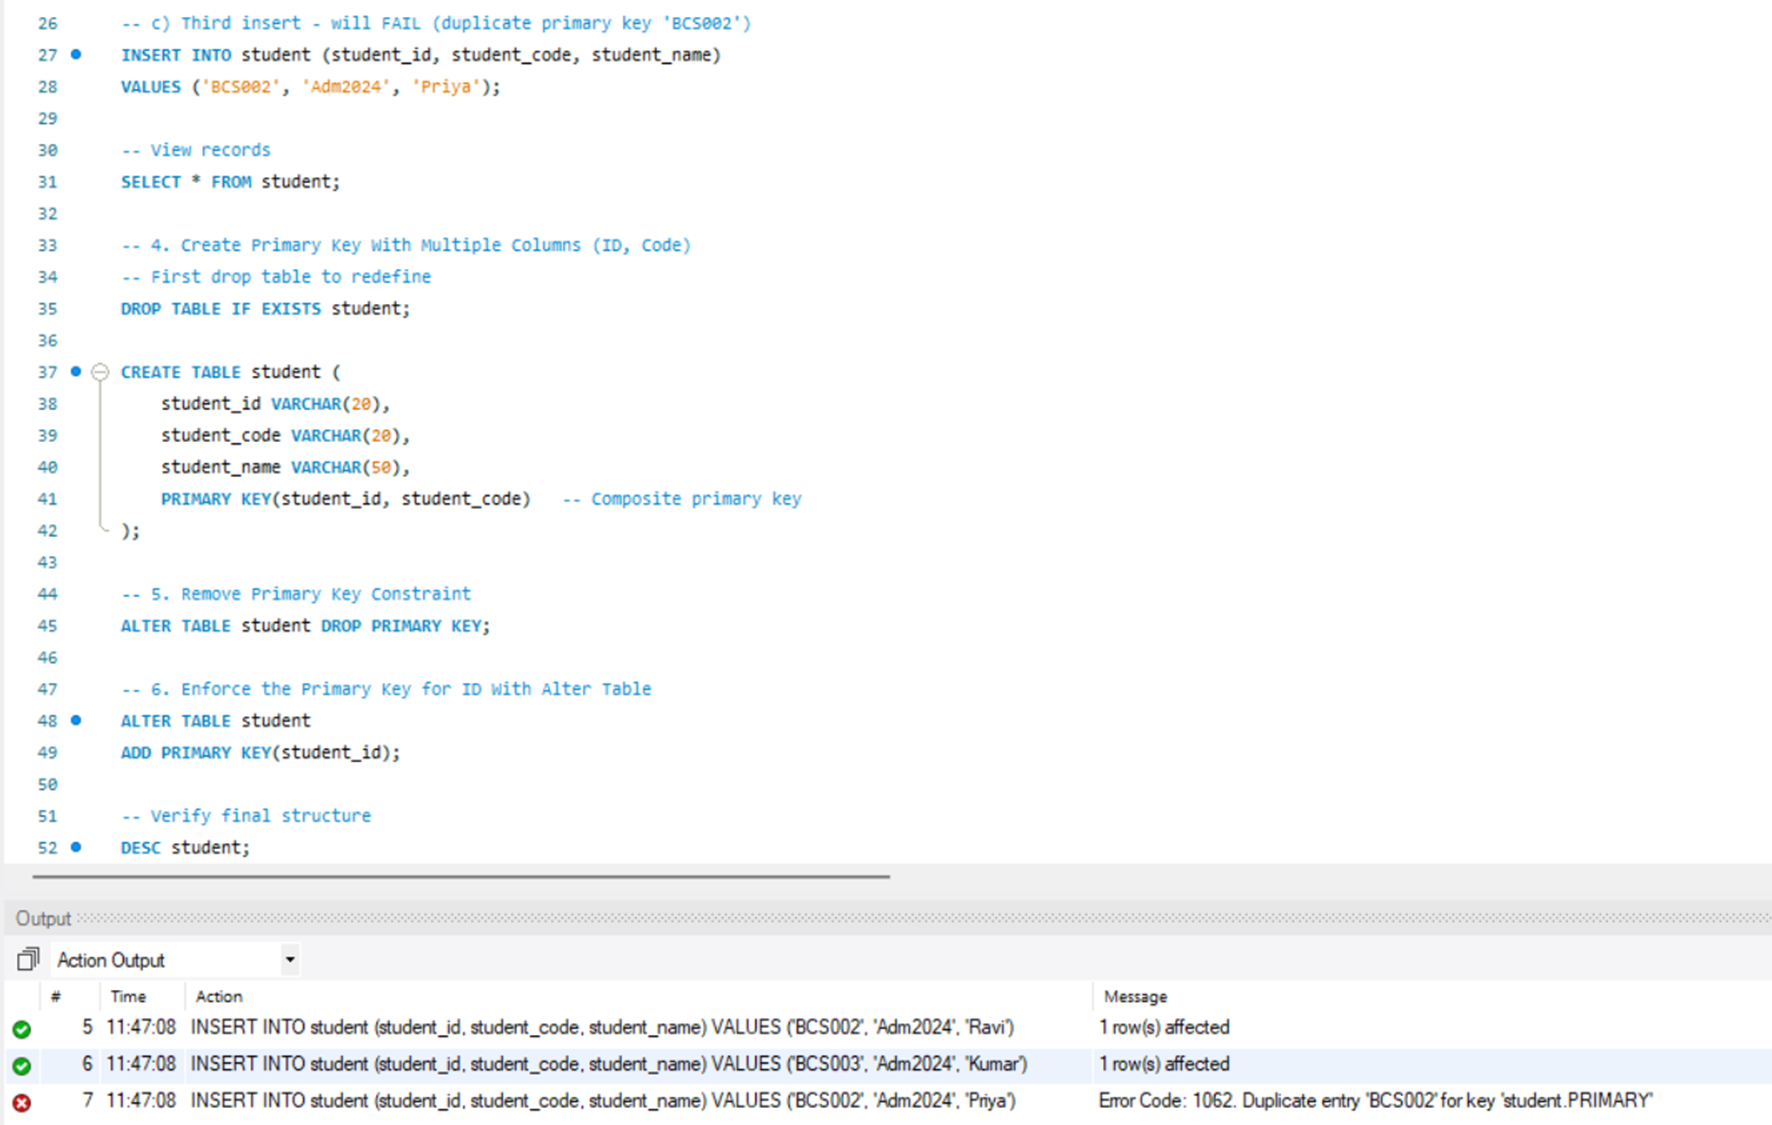 26 -- c) Third insert - will FAIL (duplicate primary key 'BCS002')
27 INSERT INTO student (student_id, student_code, student_name)
28 VALUES ('BCS002', 'Adm2024', 'Priya');
29
30 -- View records
31 SELECT * FROM student;
32
33 -- 4. Create Primary Key With Multiple Columns (ID, Code)
34 -- First drop table to redefine
35 DROP TABLE IF EXISTS student;
36
37 CREATE TABLE student (
38 student_id VARCHAR(20),
39 student_code VARCHAR(20),
40 student_name VARCHAR(50),
41 PRIMARY KEY(student_id, student_code) -- Composite primary key
42 );
43
44 -- 5. Remove Primary Key Constraint
45 ALTER TABLE student DROP PRIMARY KEY;
46
47 -- 6. Enforce the Primary Key for ID With Alter Table
48 ALTER TABLE student
49 ADD PRIMARY KEY(student_id);
50
51 -- Verify final structure
52 DESC student;
Output
Action Output
# Time Action Message
5 11:47:08 INSERT INTO student (student_id, student_code, student_name) VALUES ('BCS002', 'Adm2024', 'Ravi') 1 row(s) affected
6 11:47:08 INSERT INTO student (student_id, student_code, student_name) VALUES ('BCS003', 'Adm2024', 'Kumar') 1 row(s) affected
7 11:47:08 INSERT INTO student (student_id, student_code, student_name) VALUES ('BCS002', 'Adm2024', 'Priya') Error Code: 1062. Duplicate entry 'BCS002' for key 'student.PRIMARY'